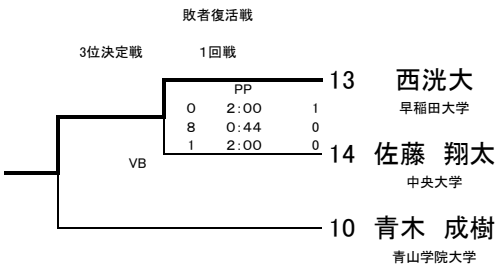 敗者復活戦
3位決定戦 1回戦
13 西洸大
早稲田大学
PP
0 2:00 1
8 0:44 0
1 2:00 0
14 佐藤 翔太
中央大学
VB
10 青木 成樹
青山学院大学